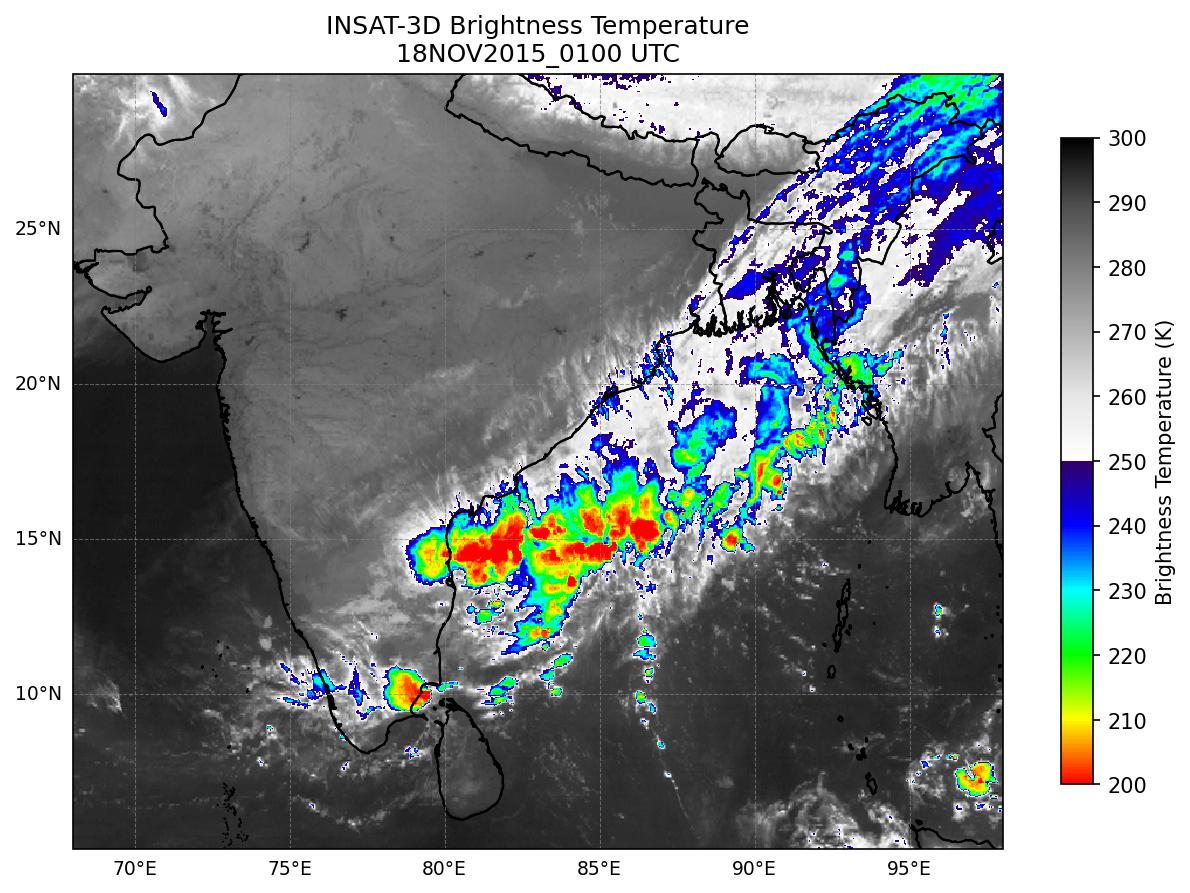 INSAT-3D Brightness Temperature
18NOV2015_0100 UTC
25°N
20°N
15°N
10°N
70°E
75°E
80°E
85°E
90°E
95°E
300
290
280
270
260
250
240
230
220
210
200
Brightness Temperature (K)